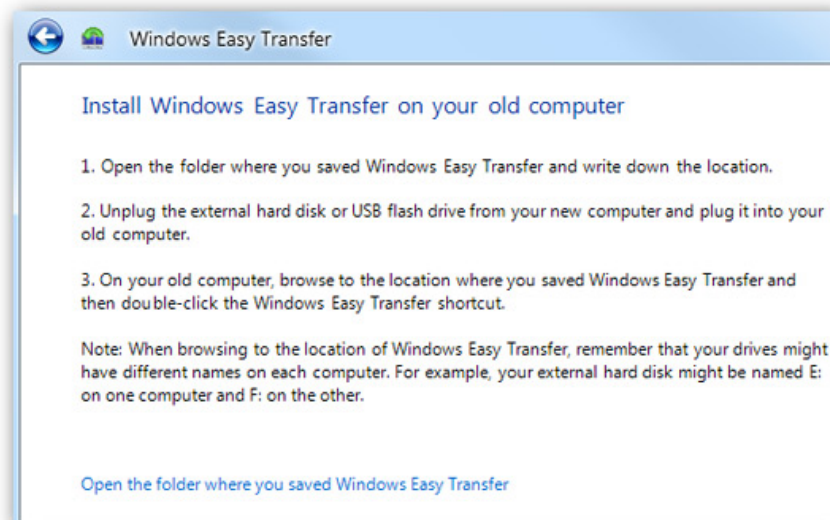 Windows Easy Transfer
Install Windows Easy Transfer on your old computer
1. Open the folder where you saved Windows Easy Transfer and write down the location.
2. Unplug the external hard disk or USB flash drive from your new computer and plug it into your
old computer.
3. On your old computer, browse to the location where you saved Windows Easy Transfer and
then double-click the Windows Easy Transfer shortcut.
Note: When browsing to the location of Windows Easy Transfer, remember that your drives might
have different names on each computer. For example, your external hard disk might be named E:
on one computer and F: on the other.
Open the folder where you saved Windows Easy Transfer